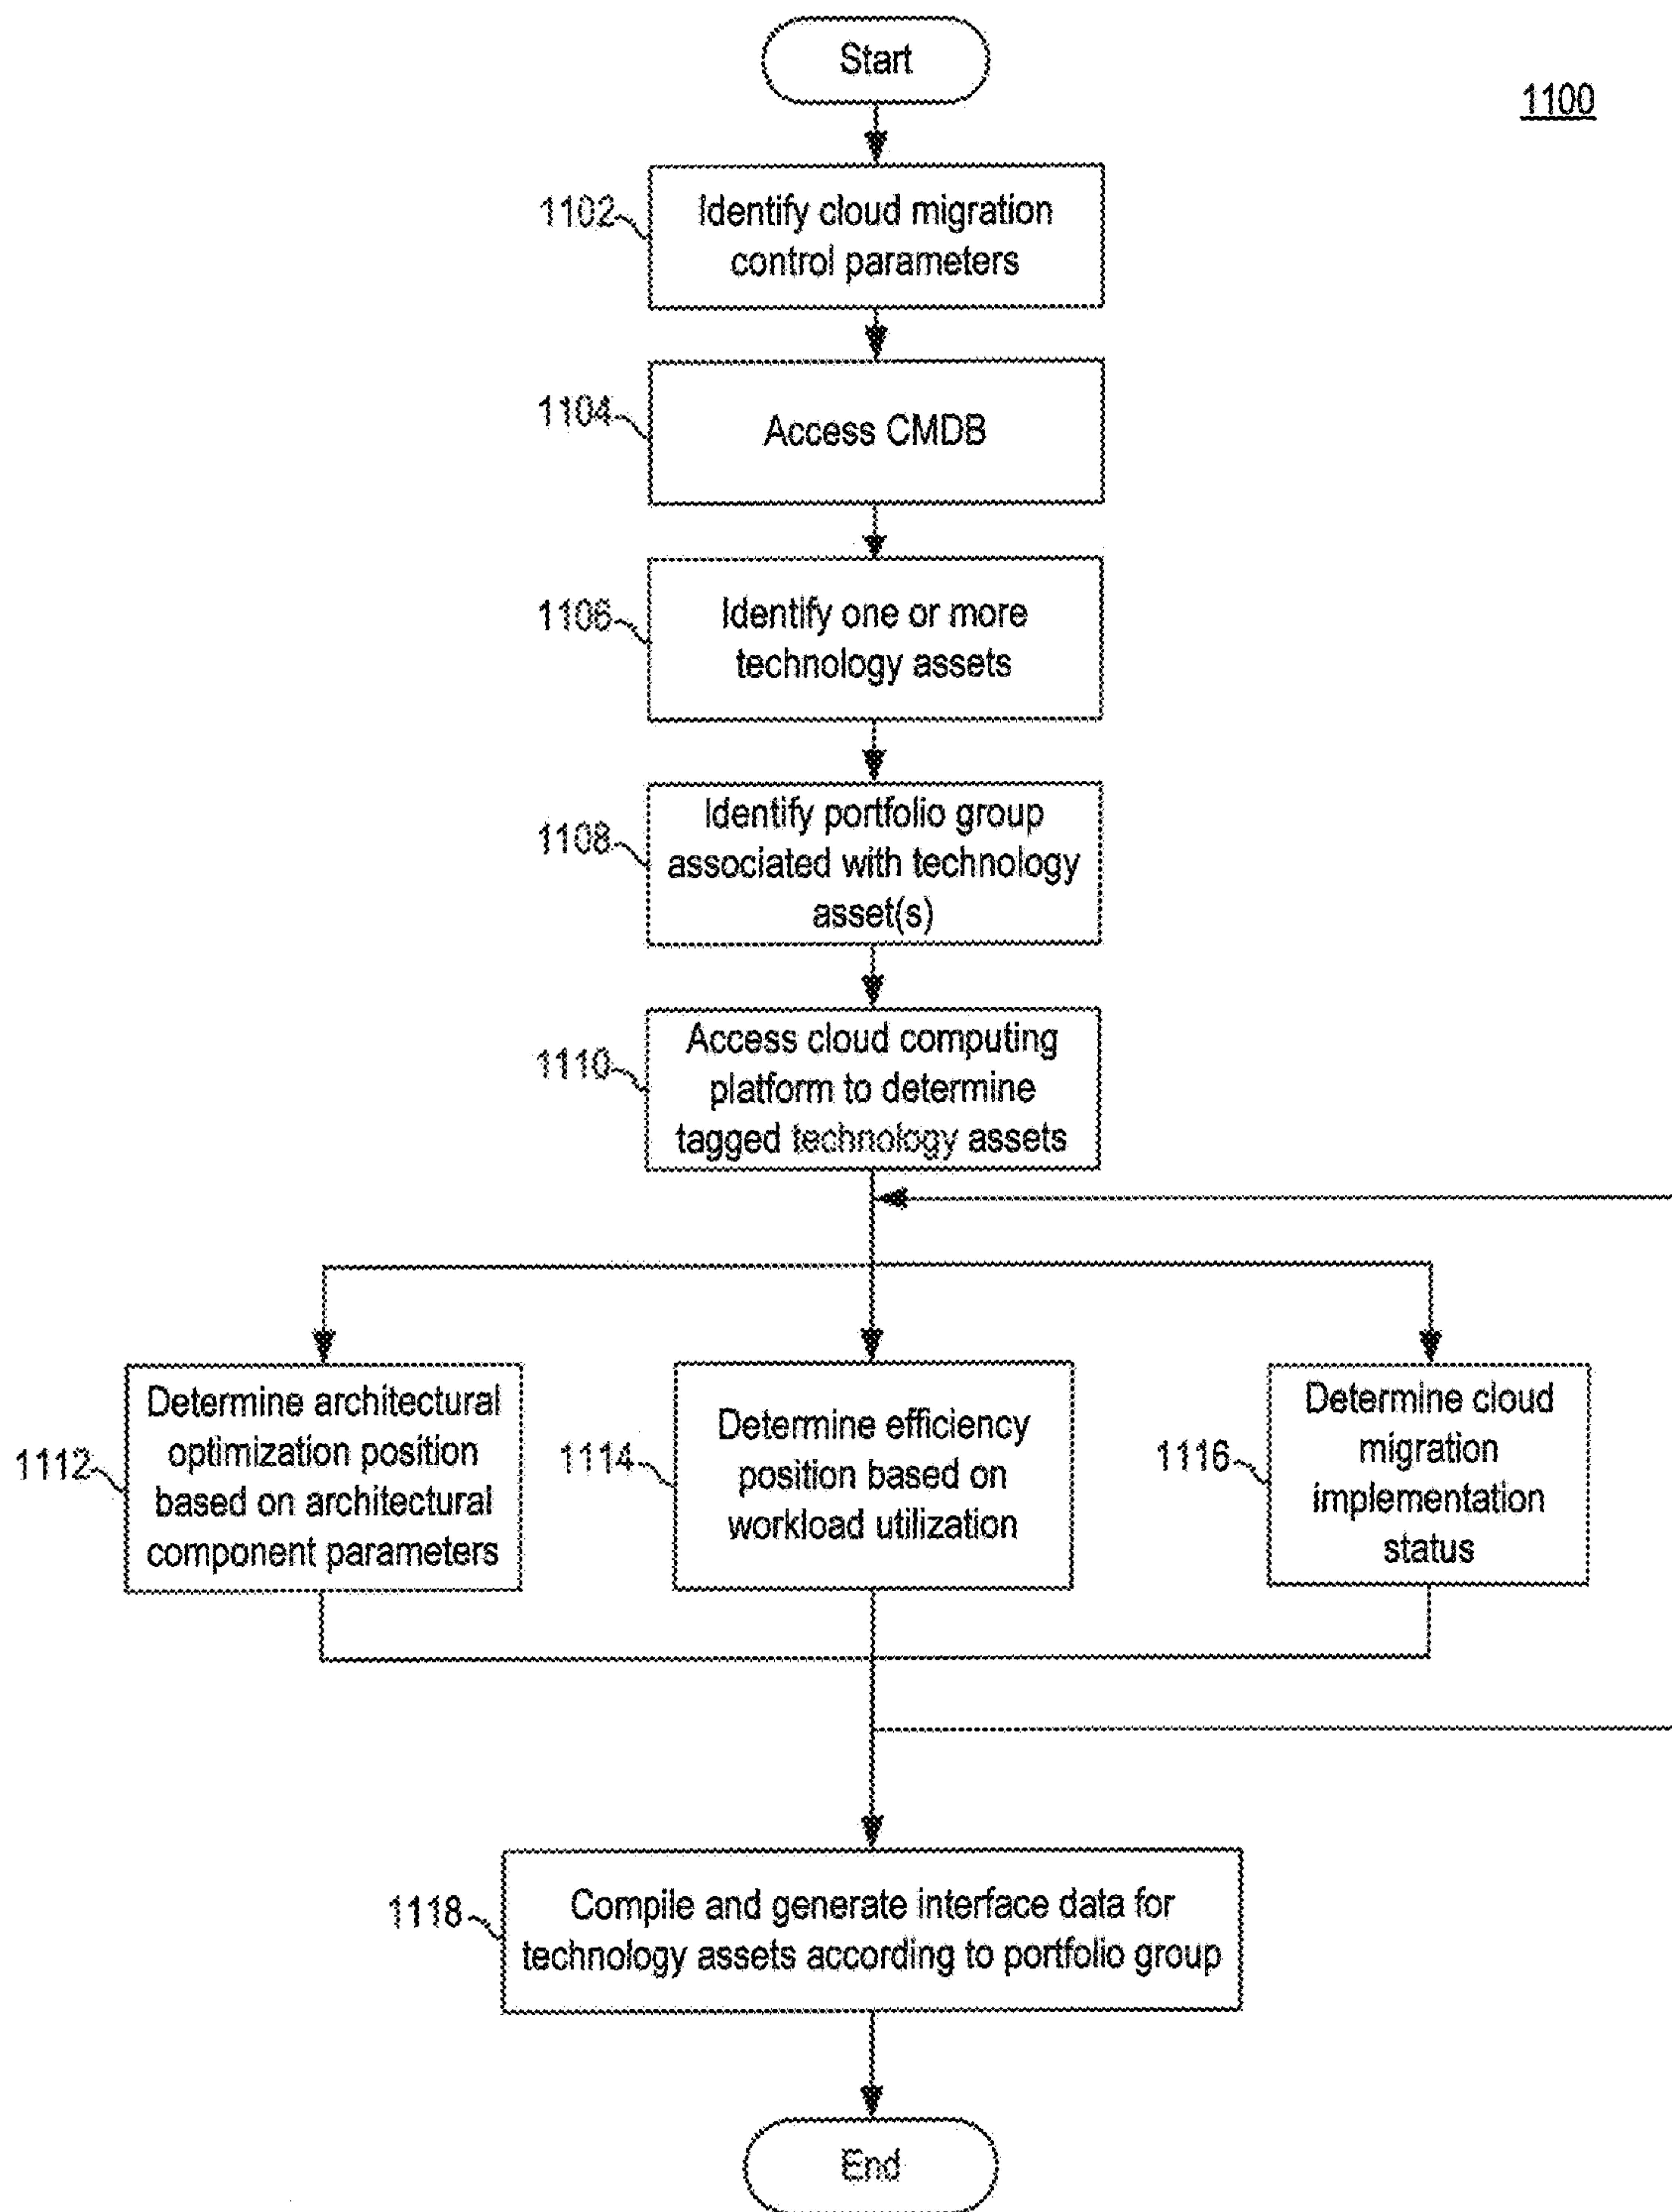 Start
1100
1102
Identify cloud migration
control parameters
1104
Access CMDB
1106
Identify one or more
technology assets
1108
Identify portfolio group
associated with technology
asset(s)
1110
Access cloud computing
platform to determine
tagged technology assets
1112
Determine architectural
optimization position
based on architectural
component parameters
1114
Determine efficiency
position based on
workload utilization
1116
Determine cloud
migration
implementation
status
1118
Compile and generate interface data for
technology assets according to portfolio group
End